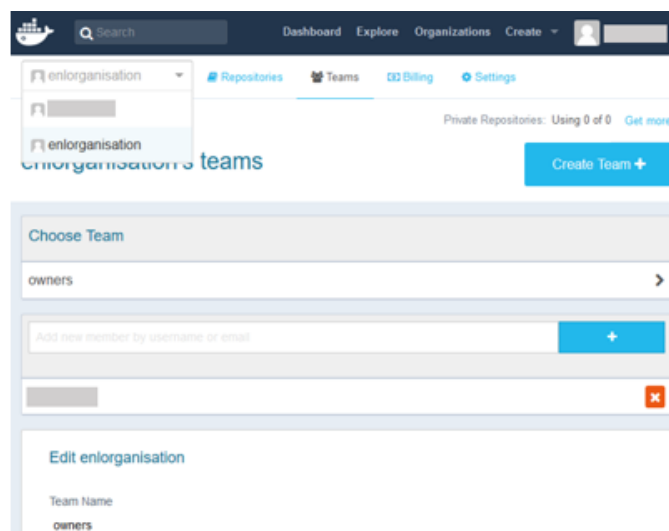 Search Dashboard Explore Organizations Create
enlorganisation Repositories Teams Billing Settings
Private Repositories: Using 0 of 0 Get more
enlorganisation
enlorganisation's teams
Create Team +
Choose Team
owners
Add new member by username or email
+
Edit enlorganisation
Team Name
owners